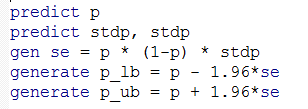 predict p
predict stdp, stdp
gen se = p * (1-p) * stdp
generate p_lb = p - 1.96*se
generate p_ub = p + 1.96*se